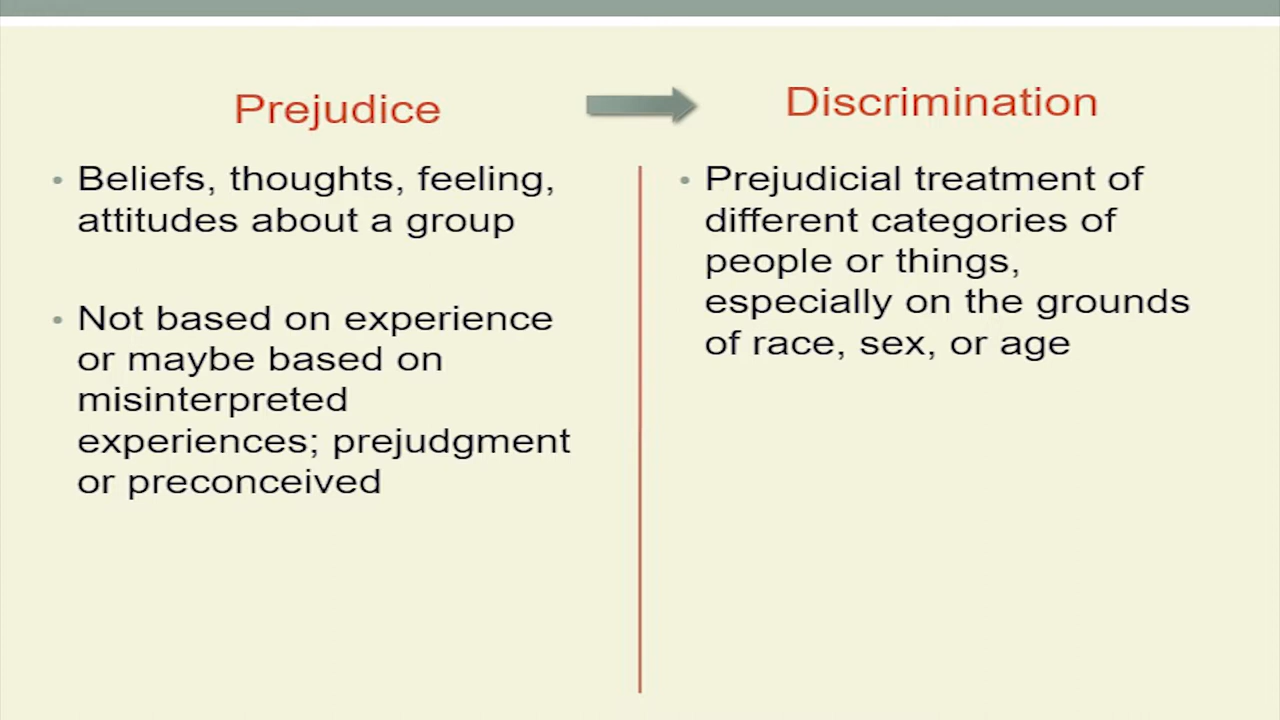 Prejudice
Beliefs, thoughts, feeling,
attitudes about a group
Not based on experience
or maybe based on
misinterpreted
experiences; prejudgment
or preconceived
Discrimination
Prejudicial treatment of
different categories of
people or things,
especially on the grounds
of race, sex, or age